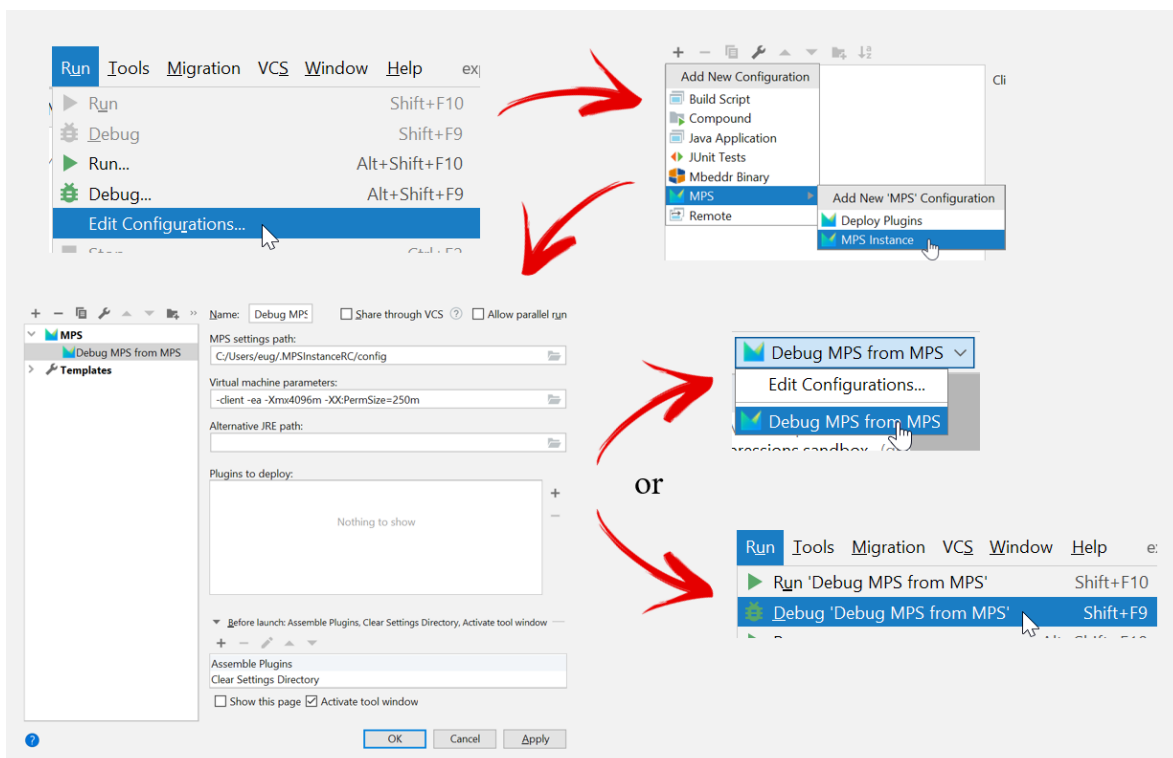 Run Tools Migration VCS Window Help
Run Shift+F10
Debug Shift+F9
Run... Alt+Shift+F10
Debug... Alt+Shift+F9
Edit Configurations...
Add New Configuration
Cli
Build Script
Compound
Java Application
JUnit Tests
Mbeddr Binary
MPS
Remote
Add New 'MPS' Configuration
Deploy Plugins
MPS Instance
MPS
Debug MPS from MPS
Templates
Name: Debug MPS Share through VCS ? Allow parallel run
MPS settings path:
C:/Users/eug/.MPSInstanceRC/config
Virtual machine parameters:
-client -ea -Xmx4096m -XX:PermSize=250m
Alternative JRE path:
Plugins to deploy:
Nothing to show
Before launch: Assemble Plugins, Clear Settings Directory, Activate tool window
Assemble Plugins
Clear Settings Directory
Show this page Activate tool window
? OK Cancel Apply
Debug MPS from MPS
Edit Configurations...
Debug MPS from MPS
or
Run Tools Migration VCS Window Help
Run 'Debug MPS from MPS' Shift+F10
Debug 'Debug MPS from MPS' Shift+F9